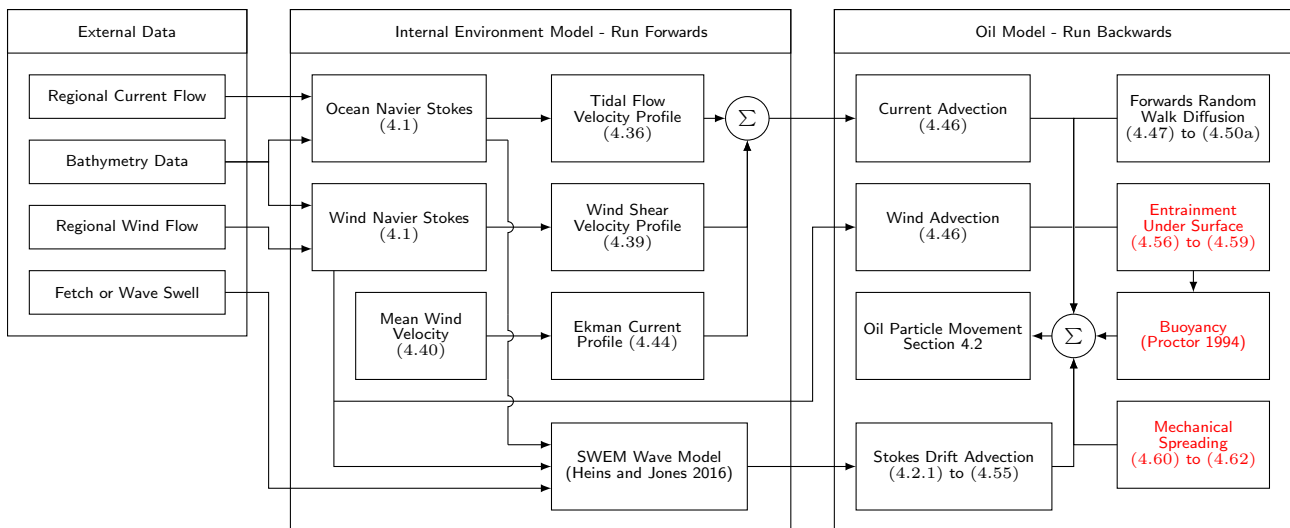 External Data
Regional Current Flow
Bathymetry Data
Regional Wind Flow
Fetch or Wave Swell
Internal Environment Model - Run Forwards
Ocean Navier Stokes
(4.1)
Tidal Flow
Velocity Profile
(4.36)
∑
Wind Navier Stokes
(4.1)
Wind Shear
Velocity Profile
(4.39)
Mean Wind
Velocity
(4.40)
Ekman Current
Profile (4.44)
SWEM Wave Model
(Heins and Jones 2016)
Oil Model - Run Backwards
Current Advection
(4.46)
Forwards Random
Walk Diffusion
(4.47) to (4.50a)
Wind Advection
(4.46)
Entrainment
Under Surface
(4.56) to (4.59)
Oil Particle Movement
Section 4.2
∑
Buoyancy
(Proctor 1994)
Stokes Drift Advection
(4.2.1) to (4.55)
Mechanical
Spreading
(4.60) to (4.62)